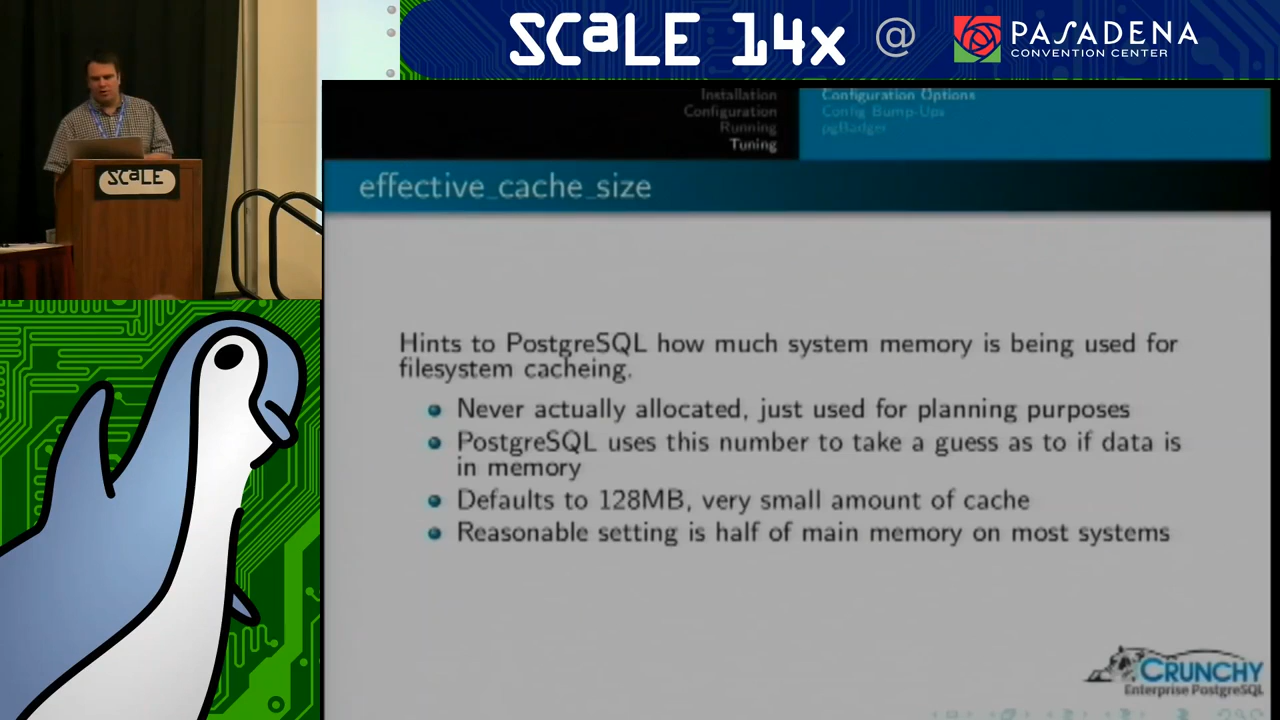 SCaLE 14x @ PASADENA
CONVENTION CENTER
SCaLE
Installation
Configuration
Running
Tuning
Configuration Options
Config Bump-Ups
pgBadger
effective_cache_size
Hints to PostgreSQL how much system memory is being used for
filesystem cacheing.
Never actually allocated, just used for planning purposes
PostgreSQL uses this number to take a guess as to if data is
in memory
Defaults to 128MB, very small amount of cache
Reasonable setting is half of main memory on most systems
CRUNCHY
Enterprise PostgreSQL